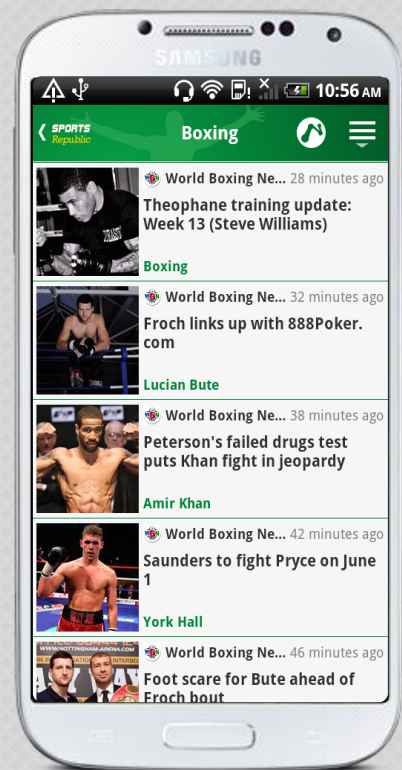 SAMSUNG
10:56 AM
SPORTS
Republic
Boxing
World Boxing Ne... 28 minutes ago
Theophane training update:
Week 13 (Steve Williams)
Boxing
World Boxing Ne... 32 minutes ago
Froch links up with 888Poker.
com
Lucian Bute
World Boxing Ne... 38 minutes ago
Peterson's failed drugs test
puts Khan fight in jeopardy
Amir Khan
World Boxing Ne... 42 minutes ago
Saunders to fight Pryce on June
1
York Hall
WWW.NOTTINGHAM-ARENA.COM
World Boxing Ne... 46 minutes ago
Foot scare for Bute ahead of
Froch bout